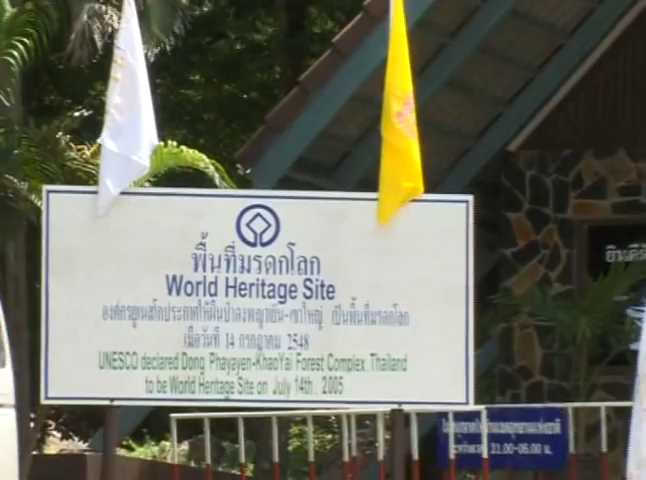 พื้นที่มรดกโลก
World Heritage Site
องค์กรยูเนสโกประกาศให้ผืนป่าดงพญาเย็น-เขาใหญ่ เป็นพื้นที่มรดกโลก
เมื่อวันที่ 14 กรกฎาคม 2548
UNESCO declared Dong Phayayen-KhaoYai Forest Complex, Thailand
to be World Heritage Site on July 14th , 2005
21.00-06.00 น.